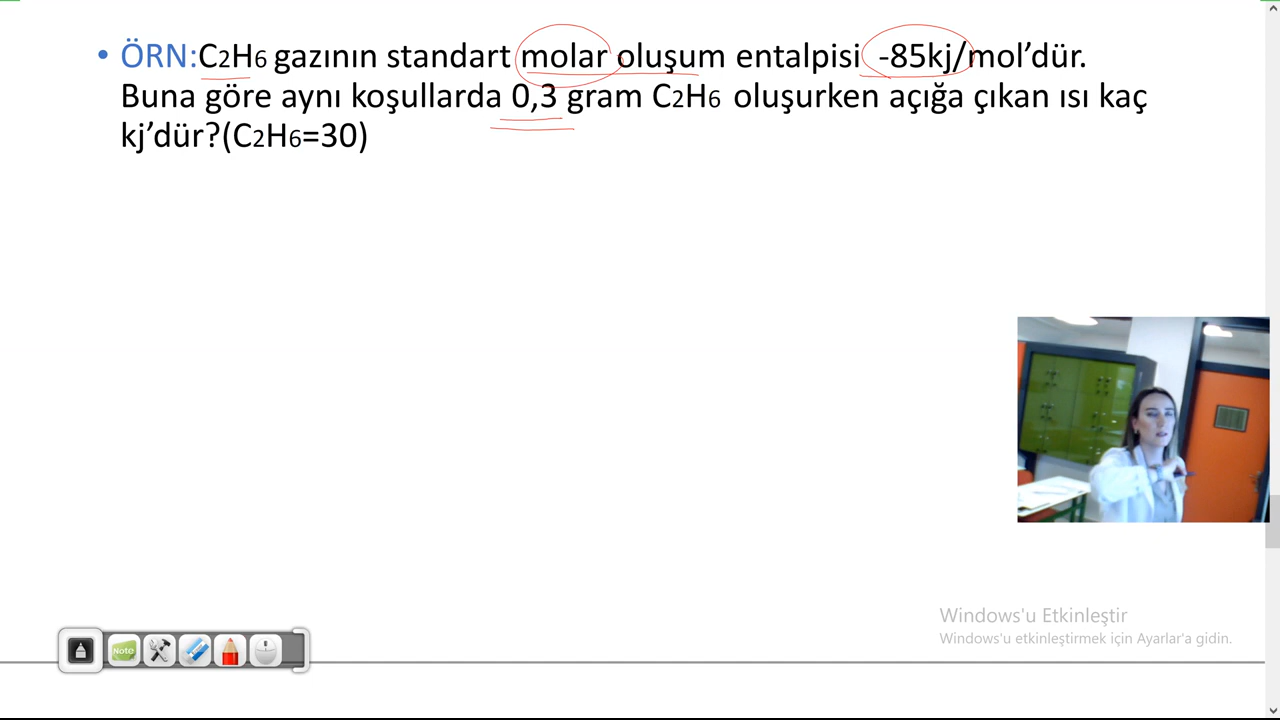 • ÖRN:C2H6 gazının standart molar oluşum entalpisi -85kj/mol’dür.
Buna göre aynı koşullarda 0,3 gram C2H6 oluşurken açığa çıkan ısı kaç
kj’dür?(C2H6=30)
Windows'u Etkinleştir
Windows'u etkinleştirmek için Ayarlar'a gidin.
Note